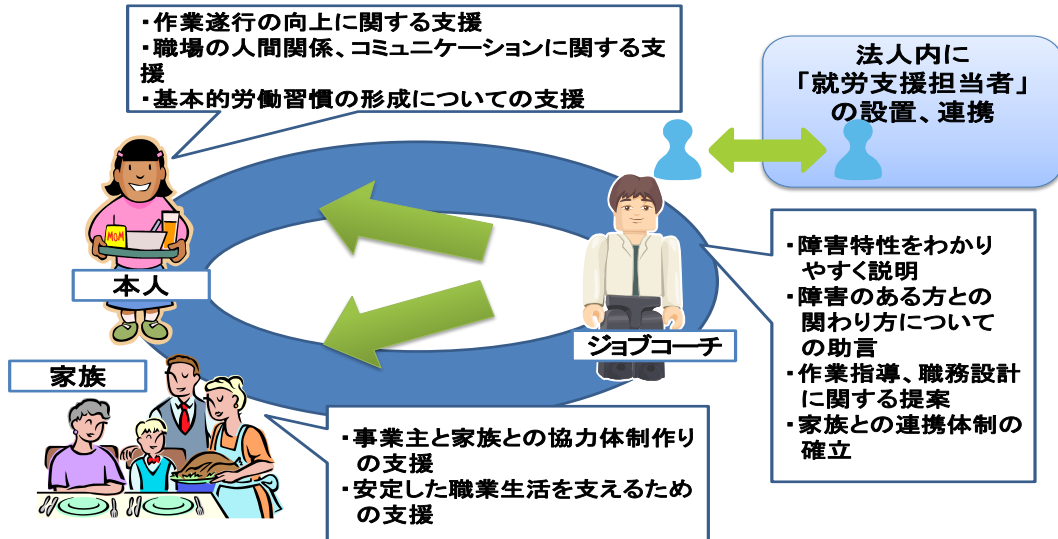 ・作業遂行の向上に関する支援
・職場の人間関係、コミュニケーションに関する支
援
・基本的労働習慣の形成についての支援
法人内に
「就労支援担当者」
の設置、連携
MOM
本人
ジョブコーチ
・障害特性をわかり
やすく説明
・障害のある方との
関わり方について
の助言
・作業指導、職務設計
に関する提案
・家族との連携体制の
確立
家族
・事業主と家族との協力体制作り
の支援
・安定した職業生活を支えるため
の支援